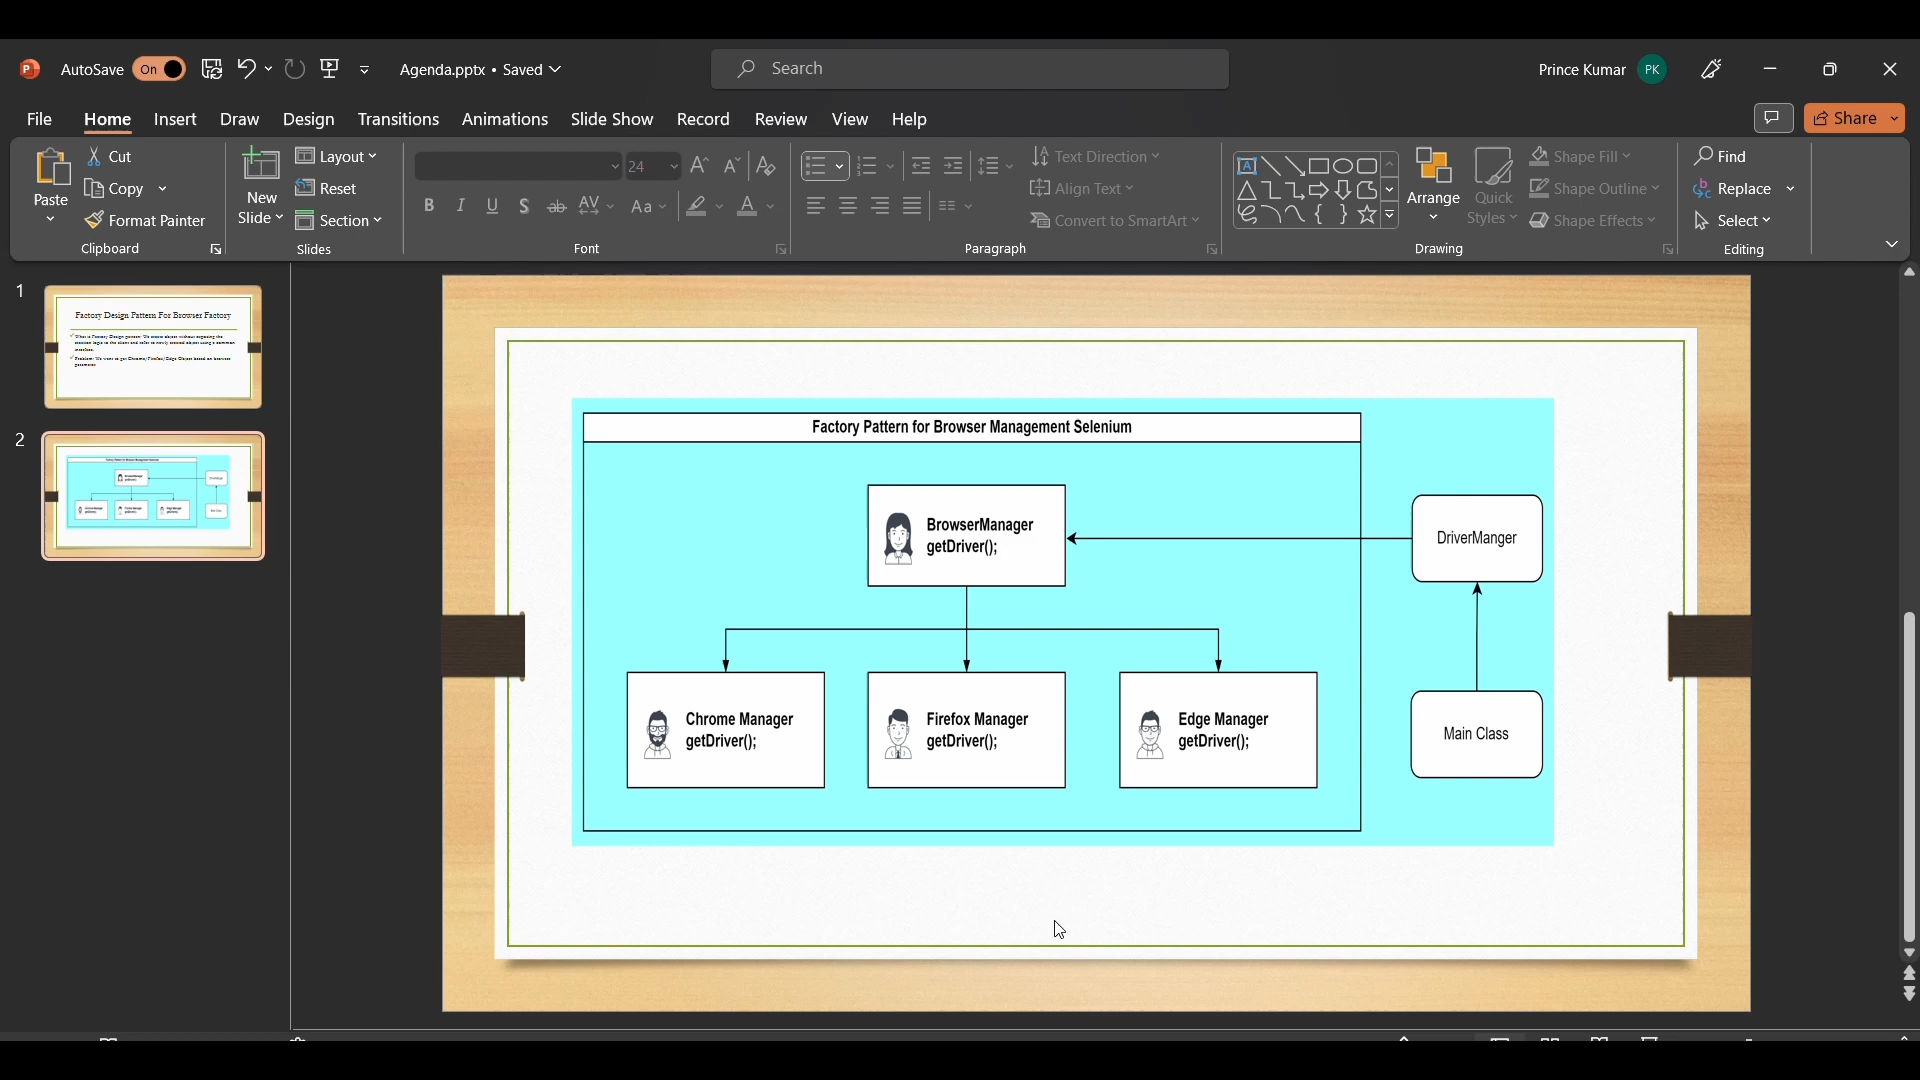 AutoSave On Agenda.pptx • Saved Search Prince Kumar PK
File Home Insert Draw Design Transitions Animations Slide Show Record Review View Help Share
Paste
Cut
Copy
Format Painter
Clipboard
New
Slide
Layout
Reset
Section
Slides
24
B I U S ab AV Aa A
Font
Text Direction
Align Text
Convert to SmartArt
Paragraph
Arrange
Quick
Styles
Shape Fill
Shape Outline
Shape Effects
Drawing
Find
Replace
Select
Editing
1
Factory Design Pattern For Browser Factory
2
Factory Pattern for Browser Management Selenium
BrowserManager
getDriver();
DriverManger
Chrome Manager
getDriver();
Firefox Manager
getDriver();
Edge Manager
getDriver();
Main Class